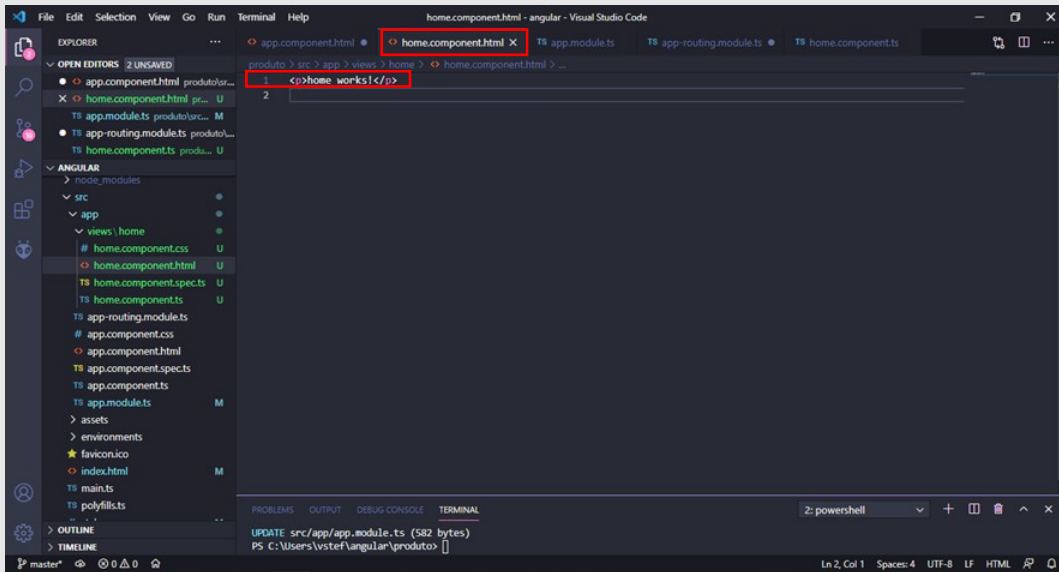 File Edit Selection View Go Run Terminal Help
home.component.html - angular - Visual Studio Code
EXPLORER
OPEN EDITORS 2 UNSAVED
app.component.html produto\sr...
home.component.html pr... U
app.module.ts produto\src... M
app-routing.module.ts produto\...
home.component.ts produ... U
ANGULAR
node_modules
src
app
views\home
home.component.css U
home.component.html U
home.component.spec.ts U
home.component.ts U
app-routing.module.ts
app.component.css
app.component.html
app.component.spec.ts
app.component.ts
app.module.ts M
assets
environments
favicon.ico
index.html M
main.ts
polyfills.ts
OUTLINE
TIMELINE
app.component.html
home.component.html
TS app.module.ts
TS app-routing.module.ts
TS home.component.ts
produto > src > app > views > home > home.component.html > ...
1 <p>home works!</p>
2
PROBLEMS OUTPUT DEBUG CONSOLE TERMINAL
2: powershell
UPDATE src/app/app.module.ts (582 bytes)
PS C:\Users\vstef\angular\produto>
master* 0 0 Ln 2, Col 1 Spaces: 4 UTF-8 LF HTML